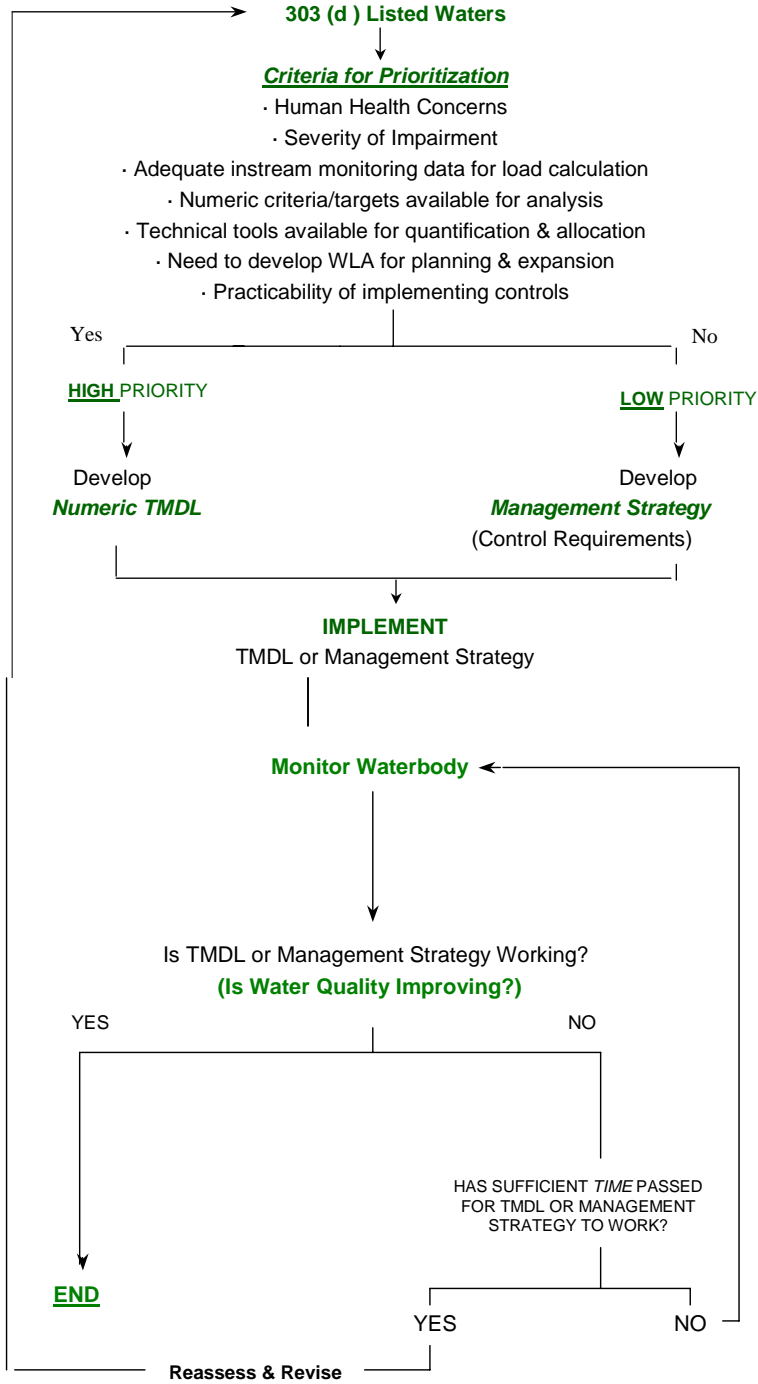 303 (d ) Listed Waters
Criteria for Prioritization
· Human Health Concerns
· Severity of Impairment
· Adequate instream monitoring data for load calculation
· Numeric criteria/targets available for analysis
· Technical tools available for quantification & allocation
· Need to develop WLA for planning & expansion
· Practicability of implementing controls
Yes
No
HIGH PRIORITY
LOW PRIORITY
Develop
Numeric TMDL
Develop
Management Strategy
(Control Requirements)
IMPLEMENT
TMDL or Management Strategy
Monitor Waterbody
Is TMDL or Management Strategy Working?
(Is Water Quality Improving?)
YES
NO
HAS SUFFICIENT TIME PASSED
FOR TMDL OR MANAGEMENT
STRATEGY TO WORK?
END
YES
NO
Reassess & Revise